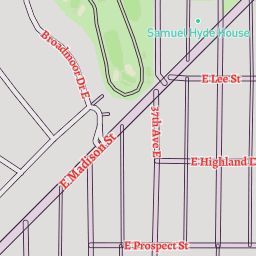 Samuel Hyde House
Broadmoor Dr E
E Lee St
37th Ave E
E Highland D
E Madison St
E Prospect St